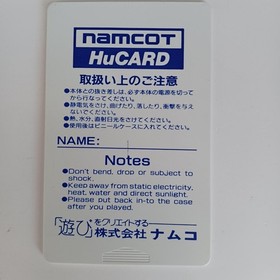 namcot
HuCARD
取扱い上のご注意
●本体との抜き差しは、必ず本体の電源を切って
から行なってください。
●静電気をさけ、曲げたり、落したり、衝撃を与え
ないでください。
●熱、水分、直射日光をさけてください。
●使用後はビニールケースに入れてください。
NAME:
Notes
●Don't bend, drop or subject to
shock.
●Keep away from static electricity,
heat, water and direct sunlight.
●Please put back in-to the case
after you played.
「遊び」をクリエイトする
株式会社ナムコ